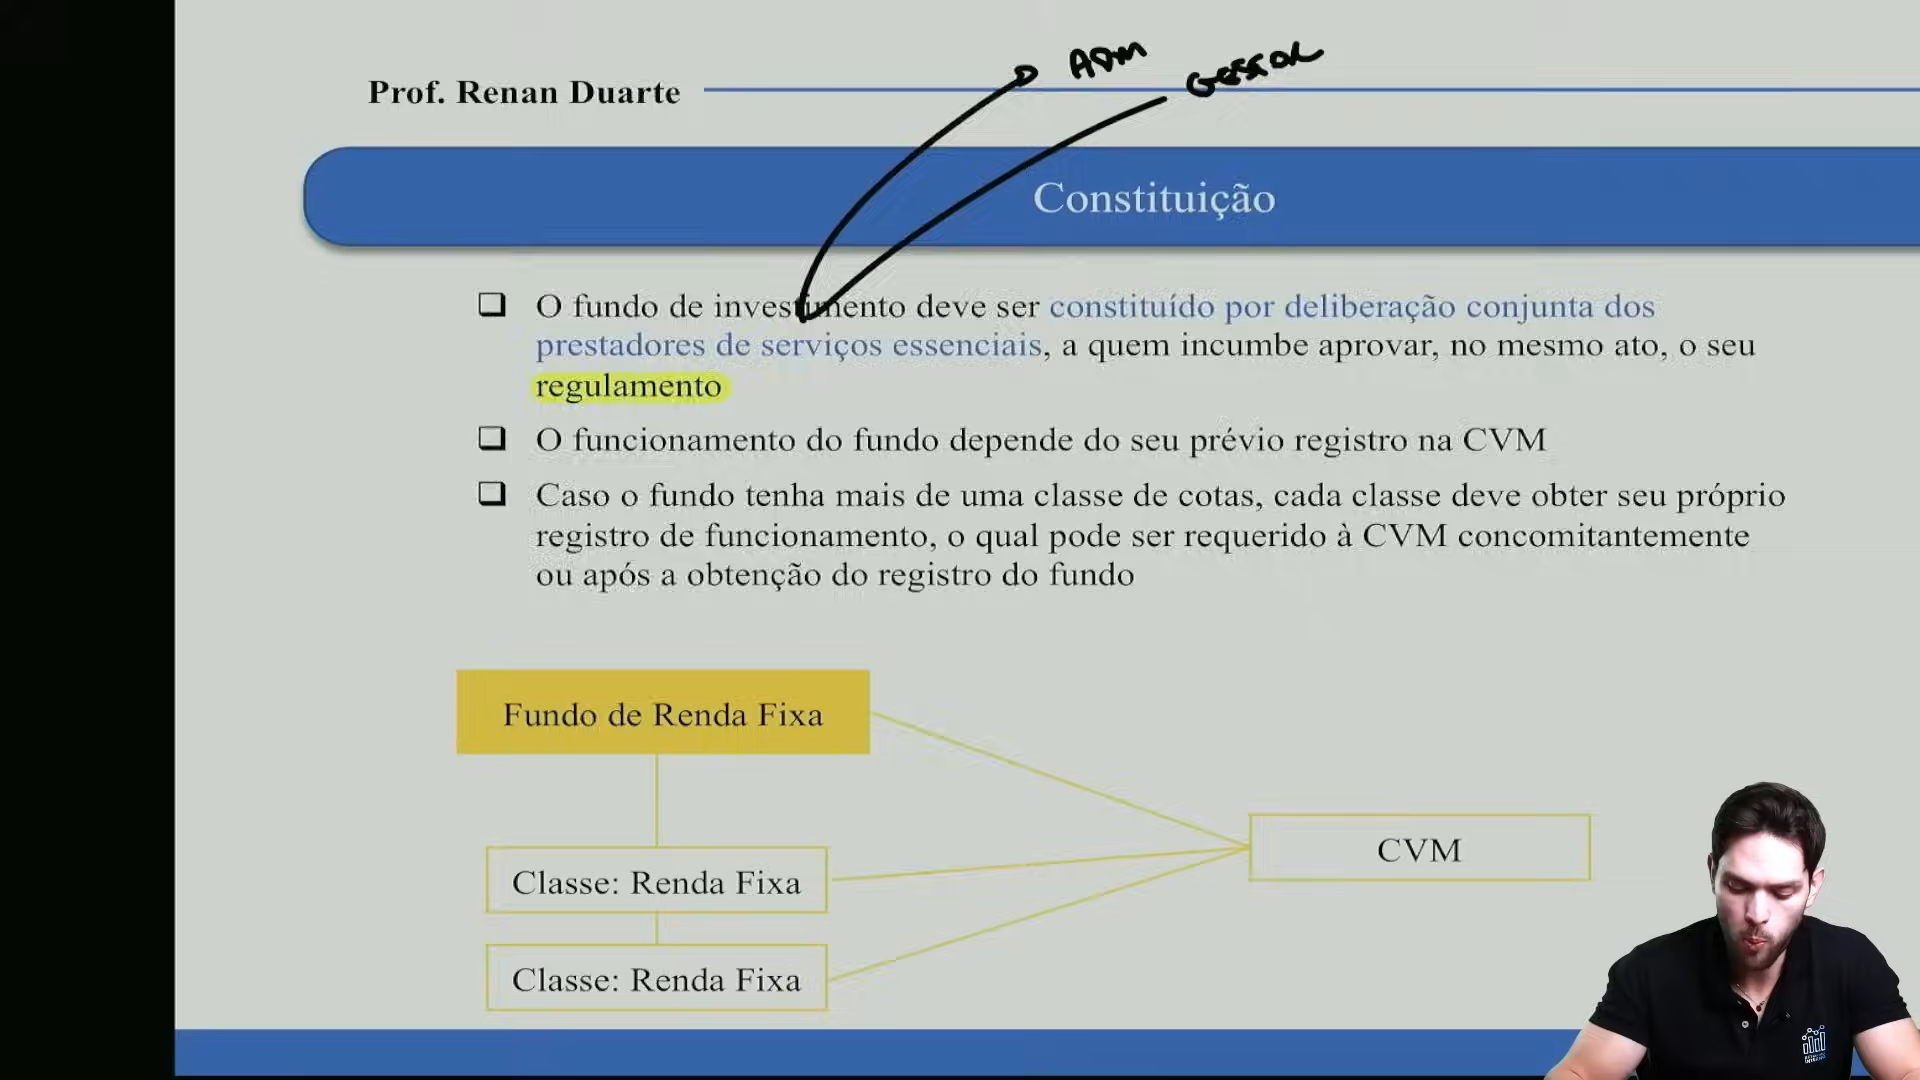 ADM
GESTOR
Prof. Renan Duarte
Constituição
O fundo de investimento deve ser constituído por deliberação conjunta dos
prestadores de serviços essenciais, a quem incumbe aprovar, no mesmo ato, o seu
regulamento
O funcionamento do fundo depende do seu prévio registro na CVM
Caso o fundo tenha mais de uma classe de cotas, cada classe deve obter seu próprio
registro de funcionamento, o qual pode ser requerido à CVM concomitantemente
ou após a obtenção do registro do fundo
Fundo de Renda Fixa
CVM
Classe: Renda Fixa
Classe: Renda Fixa